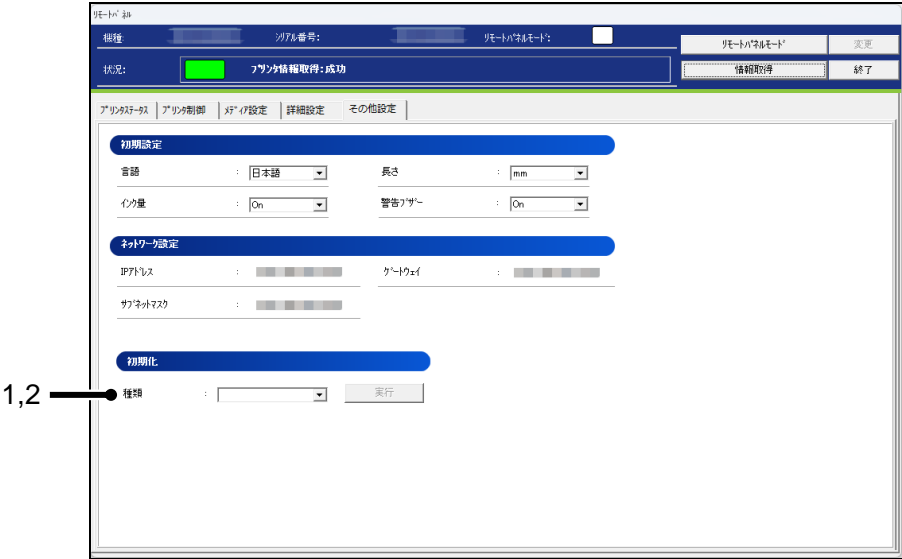 リモートパネル
機種: シリアル番号: リモートパネルモード:
リモートパネルモード 変更
状況: プリンタ情報取得:成功
情報取得 終了
プリンタステータス プリンタ制御 メディア設定 詳細設定 その他設定
初期設定
言語 : 日本語 長さ : mm
インク量 : On 警告ブザー : On
ネットワーク設定
IPアドレス : ゲートウェイ :
サブネットマスク :
初期化
1,2 種類 : 実行